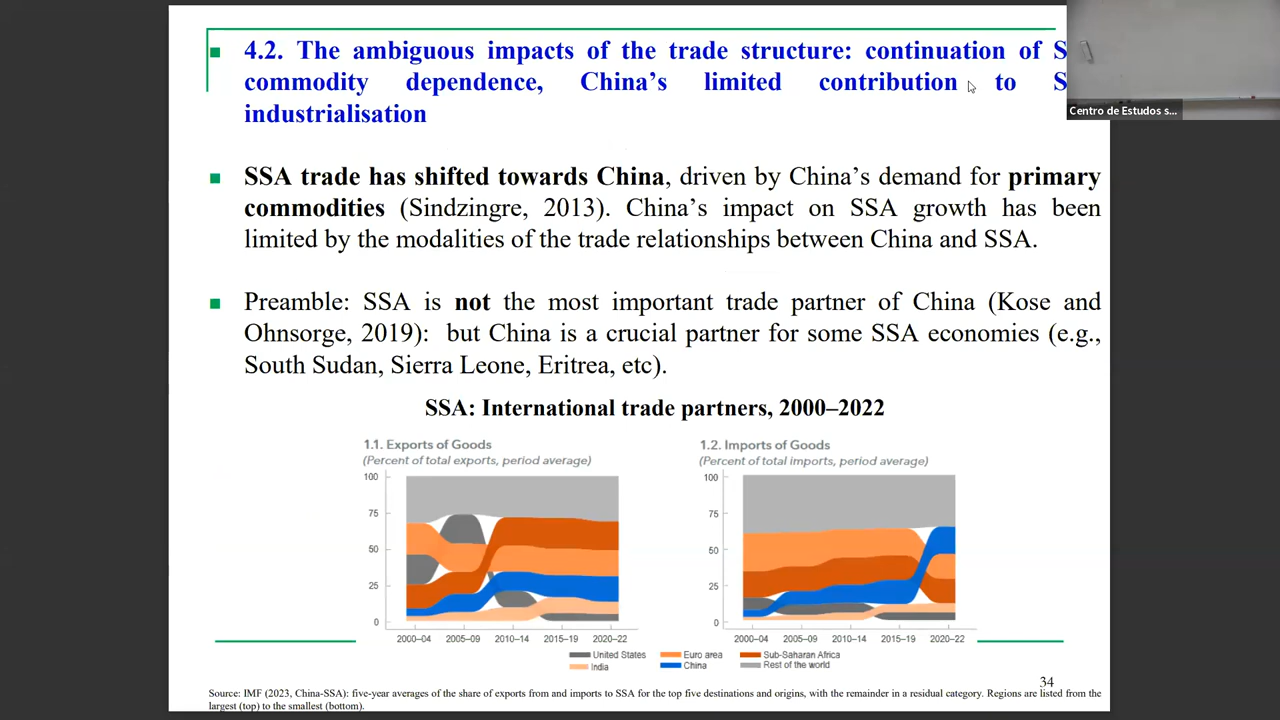 4.2. The ambiguous impacts of the trade structure: continuation of S
commodity dependence, China's limited contribution to S
industrialisation
Centro de Estudos s...
SSA trade has shifted towards China, driven by China's demand for primary
commodities (Sindzingre, 2013). China's impact on SSA growth has been
limited by the modalities of the trade relationships between China and SSA.
Preamble: SSA is not the most important trade partner of China (Kose and
Ohnsorge, 2019): but China is a crucial partner for some SSA economies (e.g.,
South Sudan, Sierra Leone, Eritrea, etc).
SSA: International trade partners, 2000–2022
1.1. Exports of Goods
(Percent of total exports, period average)
100
75
50
25
0
2000–04 2005–09 2010–14 2015–19 2020–22
1.2. Imports of Goods
(Percent of total imports, period average)
100
75
50
25
0
2000–04 2005–09 2010–14 2015–19 2020–22
United States Euro area Sub-Saharan Africa
India China Rest of the world
34
Source: IMF (2023, China-SSA): five-year averages of the share of exports from and imports to SSA for the top five destinations and origins, with the remainder in a residual category. Regions are listed from the
largest (top) to the smallest (bottom).